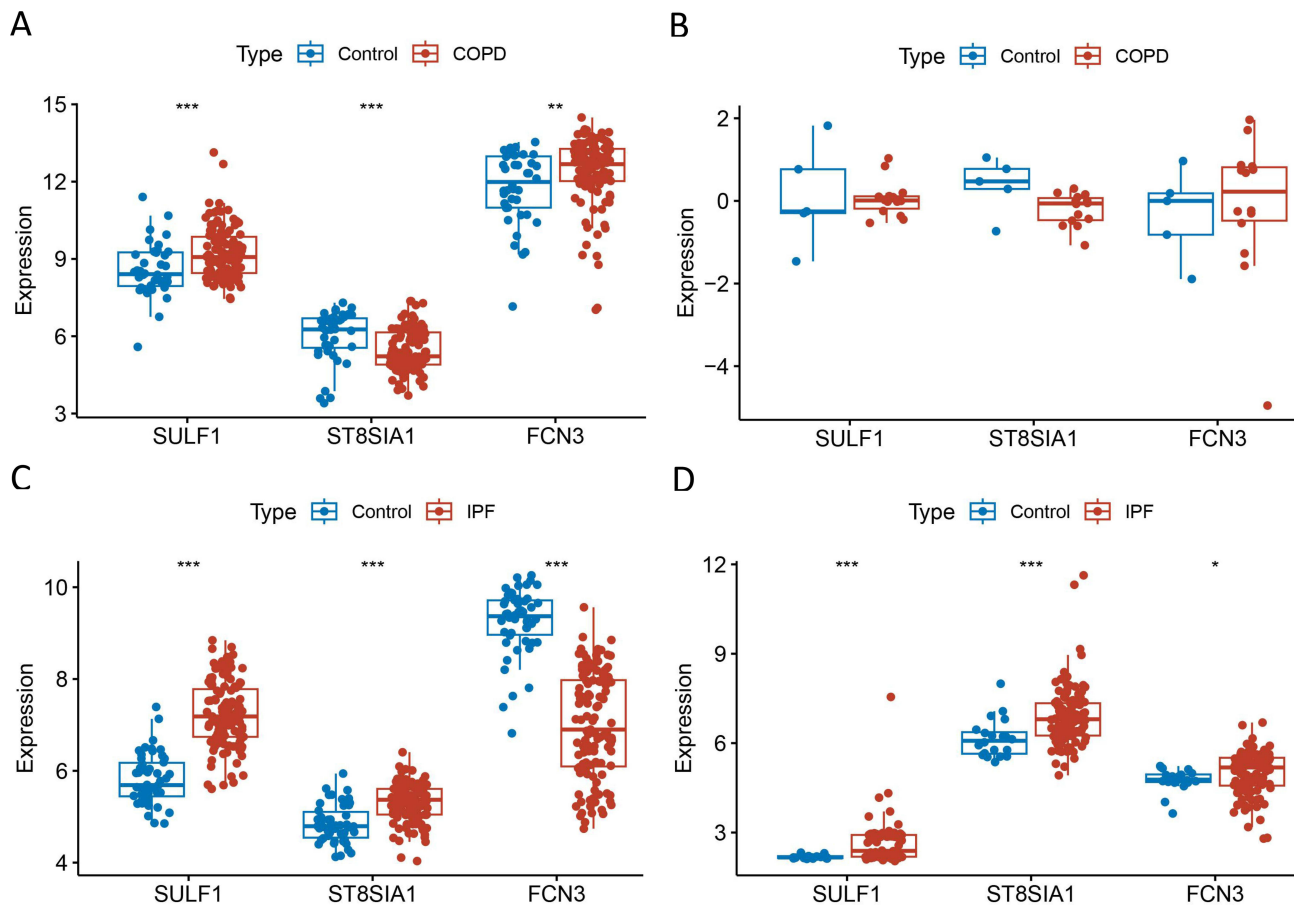 A
Type Control COPD
*** *** **
15
12
9
6
3
Expression
SULF1 ST8SIA1 FCN3
B
Type Control COPD
2
0
−2
−4
Expression
SULF1 ST8SIA1 FCN3
C
Type Control IPF
*** *** ***
10
8
6
4
Expression
SULF1 ST8SIA1 FCN3
D
Type Control IPF
*** *** *
12
9
6
3
Expression
SULF1 ST8SIA1 FCN3